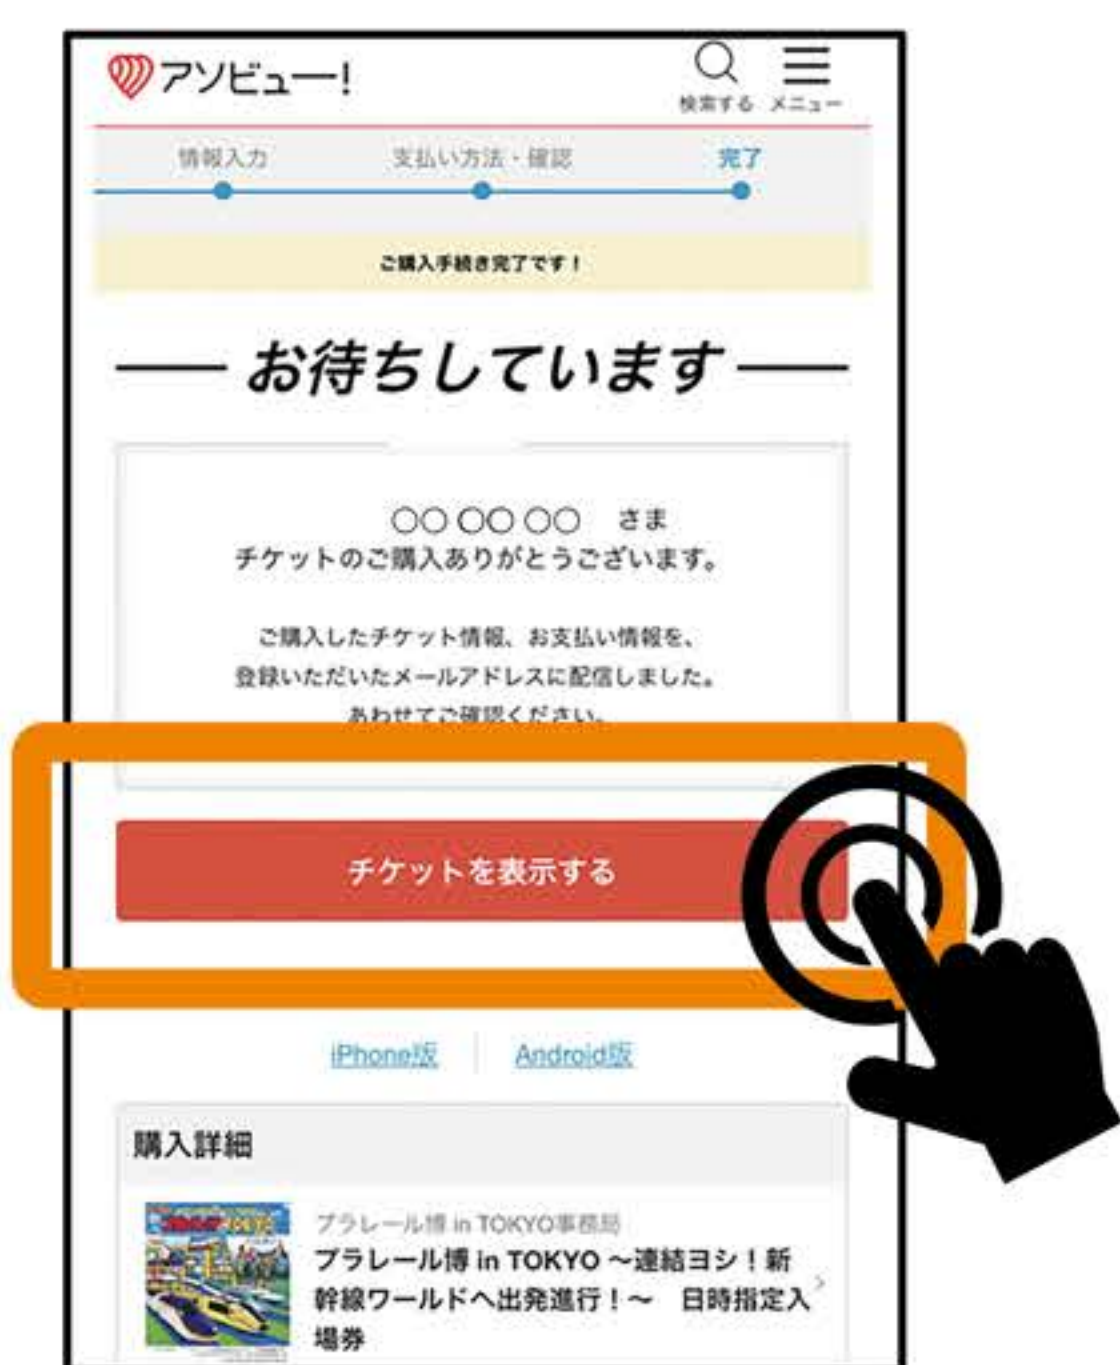 アソビュー!
検索する メニュー
情報入力 支払い方法・確認 完了
ご購入手続き完了です!
お待ちしています
○○ ○○ ○○ さま
チケットのご購入ありがとうございます。
ご購入したチケット情報、お支払い情報を、
登録いただいたメールアドレスに配信しました。
あわせてご確認ください。
チケットを表示する
iPhone版 Android版
購入詳細
プラレール博 in TOKYO事務局
プラレール博 in TOKYO ~連結ヨシ!新
幹線ワールドへ出発進行!~ 日時指定入
場券